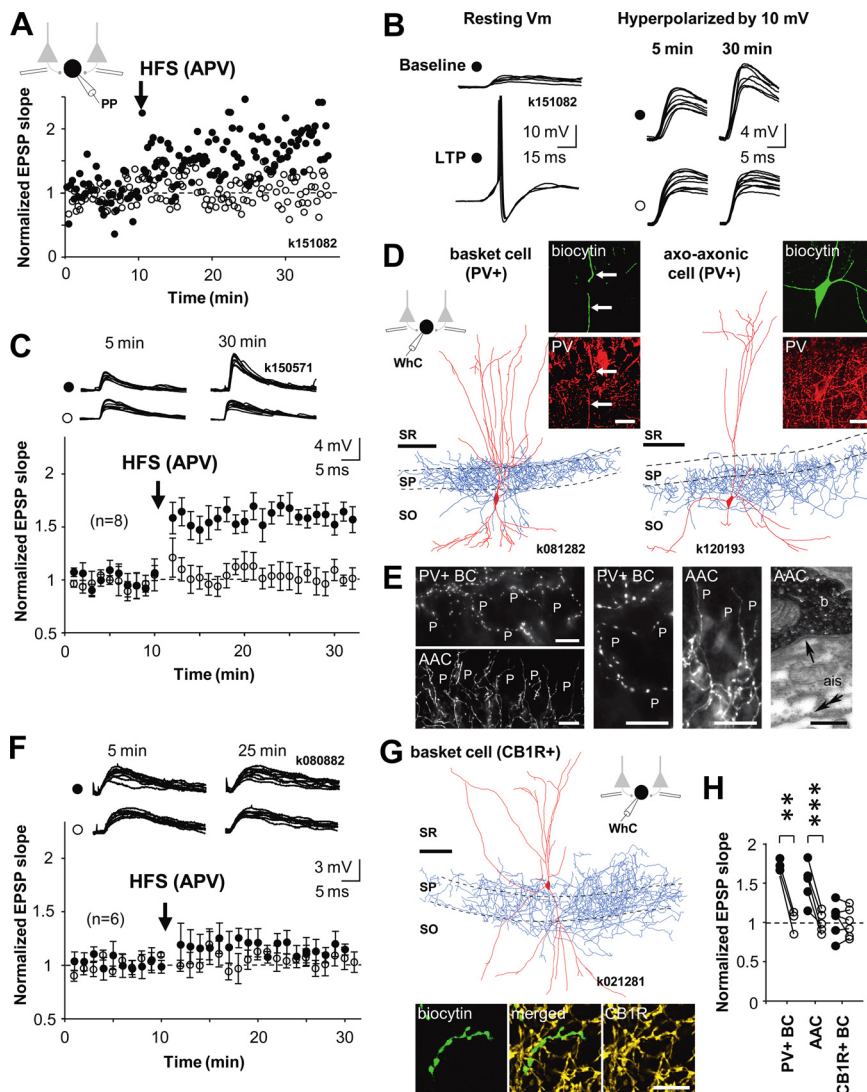 A
HFS (APV)
PP
Normalized EPSP slope
2
1
0
k151082
0
10
20
30
Time (min)
B
Resting Vm
Hyperpolarized by 10 mV
5 min
30 min
Baseline
k151082
10 mV
15 ms
4 mV
5 ms
LTP
C
5 min
30 min
k150571
4 mV
5 ms
HFS (APV)
(n=8)
Normalized EPSP slope
2
1.5
1
0.5
0
10
20
30
Time (min)
D
basket cell
(PV+)
biocytin
axo-axonic
cell (PV+)
biocytin
WhC
PV
PV
SR
SP
SO
k081282
SR
SP
SO
k120193
E
PV+ BC
P
P
P
P
P
P
AAC
P
P
P
P
P
PV+ BC
P
P
P
AAC
P
P
AAC
b
ais
F
5 min
25 min
k080882
3 mV
5 ms
HFS (APV)
(n=6)
Normalized EPSP slope
2
1.5
1
0.5
0
10
20
30
Time (min)
G
basket cell (CB1R+)
WhC
SR
SP
SO
k021281
biocytin
merged
CB1R
H
**
***
Normalized EPSP slope
2
1.5
1
0.5
0
PV+ BC
AAC
CB1R+ BC